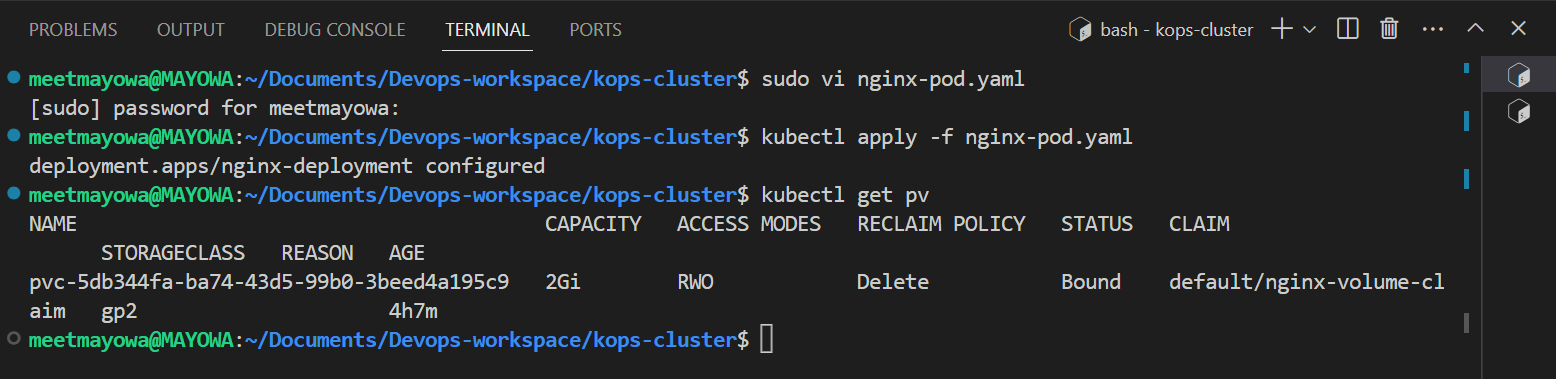 PROBLEMS OUTPUT DEBUG CONSOLE TERMINAL PORTS bash - kops-cluster
meetmayowa@MAYOWA:~/Documents/Devops-workspace/kops-cluster$ sudo vi nginx-pod.yaml
[sudo] password for meetmayowa:
meetmayowa@MAYOWA:~/Documents/Devops-workspace/kops-cluster$ kubectl apply -f nginx-pod.yaml
deployment.apps/nginx-deployment configured
meetmayowa@MAYOWA:~/Documents/Devops-workspace/kops-cluster$ kubectl get pv
NAME CAPACITY ACCESS MODES RECLAIM POLICY STATUS CLAIM
STORAGECLASS REASON AGE
pvc-5db344fa-ba74-43d5-99b0-3beed4a195c9 2Gi RWO Delete Bound default/nginx-volume-cl
aim gp2 4h7m
meetmayowa@MAYOWA:~/Documents/Devops-workspace/kops-cluster$